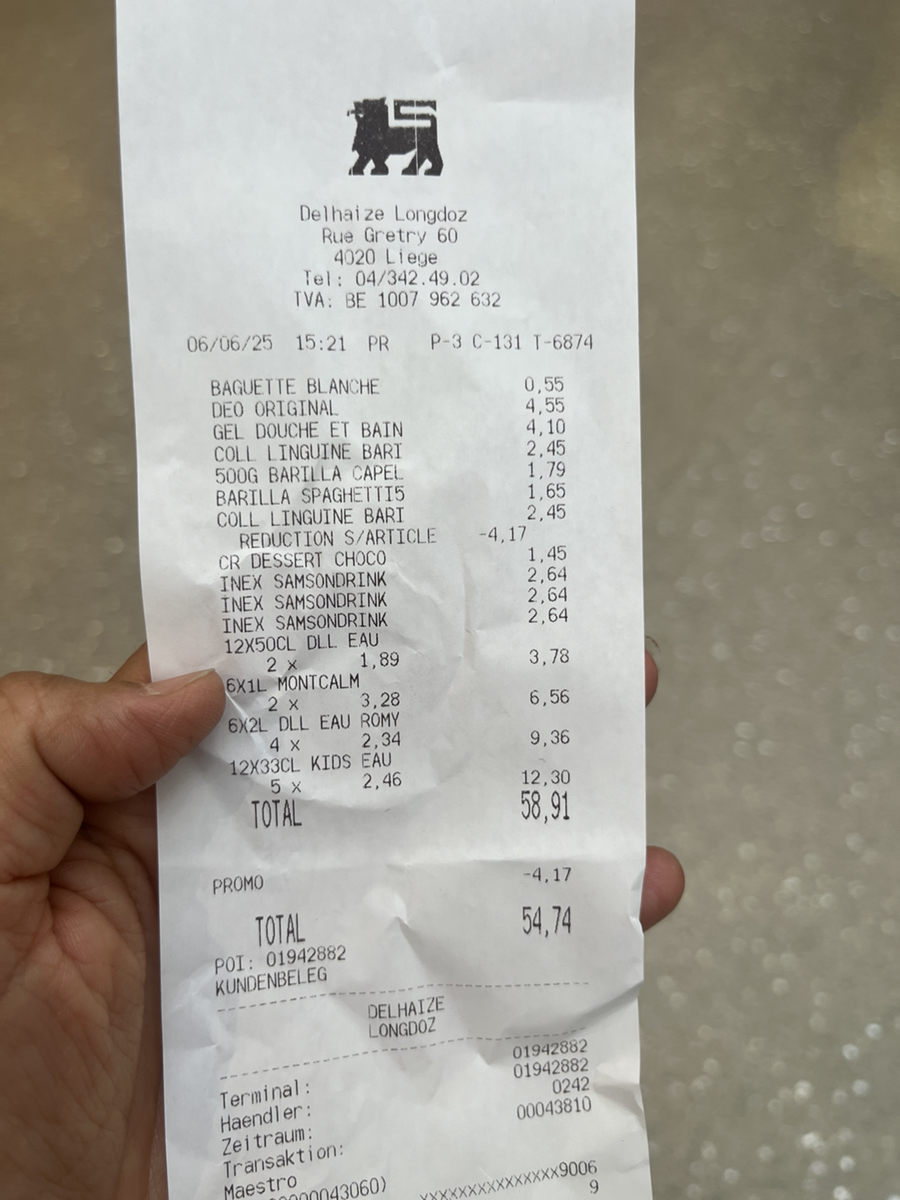 Delhaize Longdoz
Rue Gretry 60
4020 Liege
Tel: 04/342.49.02
TVA: BE 1007 962 632
06/06/25 15:21 PR P-3 C-131 T-6874
BAGUETTE BLANCHE 0,55
DEO ORIGINAL 4,55
GEL DOUCHE ET BAIN 4,10
COLL LINGUINE BARI 2,45
500G BARILLA CAPEL 1,79
BARILLA SPAGHETTI5 1,65
COLL LINGUINE BARI 2,45
REDUCTION S/ARTICLE -4,17
CR DESSERT CHOCO 1,45
INEX SAMSONDRINK 2,64
INEX SAMSONDRINK 2,64
INEX SAMSONDRINK 2,64
12X50CL DLL EAU
2 x 1,89 3,78
6X1L MONTCALM
2 x 3,28 6,56
6X2L DLL EAU ROMY
4 x 2,34 9,36
12X33CL KIDS EAU
5 x 2,46 12,30
TOTAL 58,91
PROMO -4,17
TOTAL 54,74
POI: 01942882
KUNDENBELEG
DELHAIZE
LONGDOZ
Terminal: 01942882
Haendler: 01942882
Zeitraum: 0242
Transaktion: 00043810
Maestro
xxxxxxxxxxxxxxx9006
9